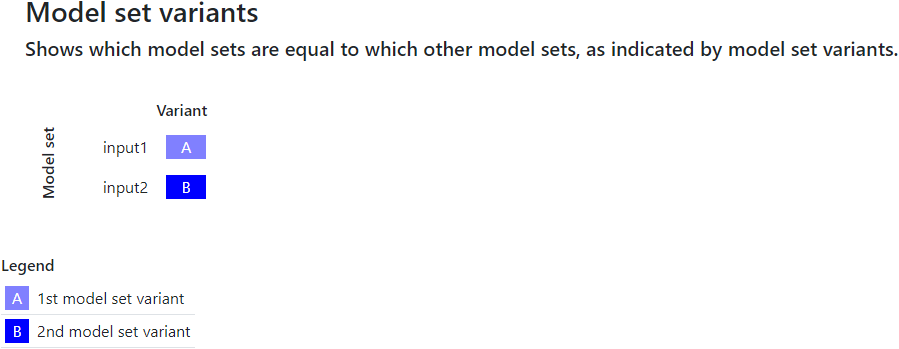 Model set variants
Shows which model sets are equal to which other model sets, as indicated by model set variants.
Variant
Model set
input1 A
input2 B
Legend
A 1st model set variant
B 2nd model set variant